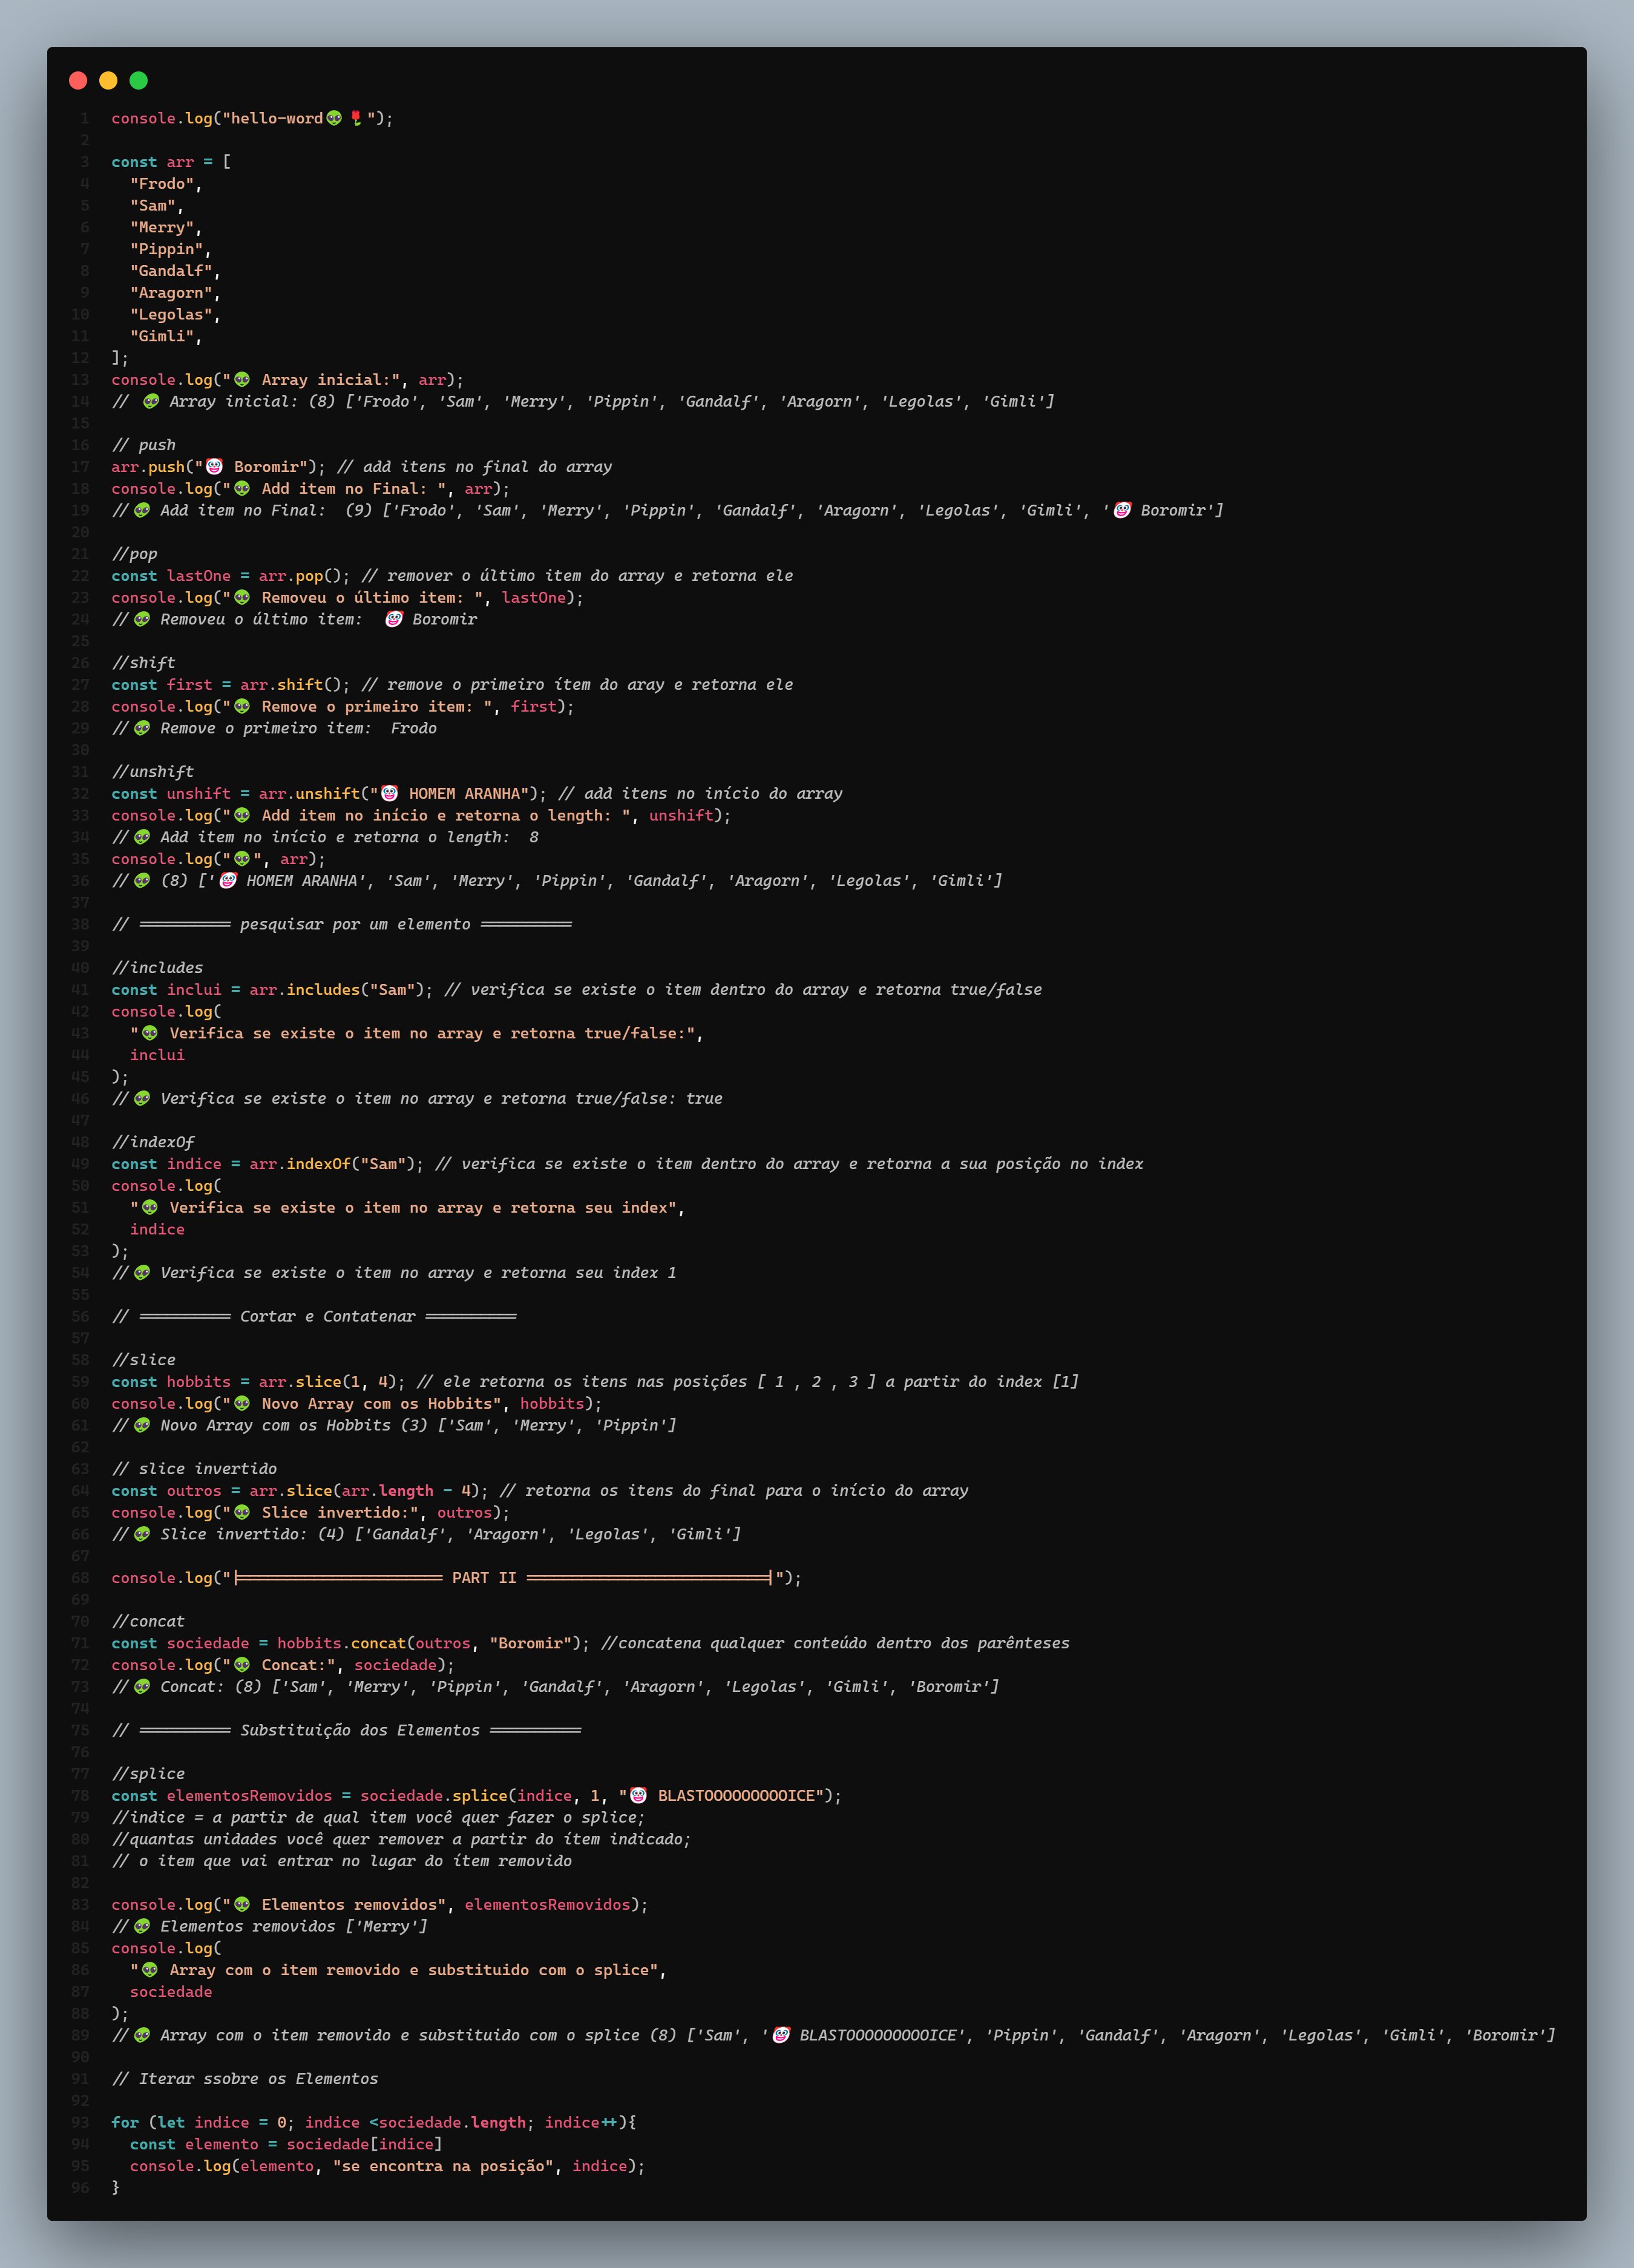 1 console.log("hello-word👽🌷");
2
3 const arr = [
4   "Frodo",
5   "Sam",
6   "Merry",
7   "Pippin",
8   "Gandalf",
9   "Aragorn",
10   "Legolas",
11   "Gimli",
12 ];
13 console.log("👽 Array inicial:", arr);
14 // 👽 Array inicial: (8) ['Frodo', 'Sam', 'Merry', 'Pippin', 'Gandalf', 'Aragorn', 'Legolas', 'Gimli']
15
16 // push
17 arr.push("🤡 Boromir"); // add itens no final do array
18 console.log("👽 Add item no Final: ", arr);
19 //👽 Add item no Final:  (9) ['Frodo', 'Sam', 'Merry', 'Pippin', 'Gandalf', 'Aragorn', 'Legolas', 'Gimli', '🤡 Boromir']
20
21 //pop
22 const lastOne = arr.pop(); // remover o último item do array e retorna ele
23 console.log("👽 Removeu o último item: ", lastOne);
24 //👽 Removeu o último item:  🤡 Boromir
25
26 //shift
27 const first = arr.shift(); // remove o primeiro ítem do aray e retorna ele
28 console.log("👽 Remove o primeiro item: ", first);
29 //👽 Remove o primeiro item:  Frodo
30
31 //unshift
32 const unshift = arr.unshift("🤡 HOMEM ARANHA"); // add itens no início do array
33 console.log("👽 Add item no início e retorna o length: ", unshift);
34 //👽 Add item no início e retorna o length:  8
35 console.log("👽", arr);
36 //👽 (8) ['🤡 HOMEM ARANHA', 'Sam', 'Merry', 'Pippin', 'Gandalf', 'Aragorn', 'Legolas', 'Gimli']
37
38 // ========== pesquisar por um elemento ==========
39
40 //includes
41 const inclui = arr.includes("Sam"); // verifica se existe o item dentro do array e retorna true/false
42 console.log(
43   "👽 Verifica se existe o item no array e retorna true/false:",
44   inclui
45 );
46 //👽 Verifica se existe o item no array e retorna true/false: true
47
48 //indexOf
49 const indice = arr.indexOf("Sam"); // verifica se existe o item dentro do array e retorna a sua posição no index
50 console.log(
51   "👽 Verifica se existe o item no array e retorna seu index",
52   indice
53 );
54 //👽 Verifica se existe o item no array e retorna seu index 1
55
56 // ========== Cortar e Contatenar ==========
57
58 //slice
59 const hobbits = arr.slice(1, 4); // ele retorna os itens nas posições [ 1 , 2 , 3 ] a partir do index [1]
60 console.log("👽 Novo Array com os Hobbits", hobbits);
61 //👽 Novo Array com os Hobbits (3) ['Sam', 'Merry', 'Pippin']
62
63 // slice invertido
64 const outros = arr.slice(arr.length - 4); // retorna os itens do final para o início do array
65 console.log("👽 Slice invertido:", outros);
66 //👽 Slice invertido: (4) ['Gandalf', 'Aragorn', 'Legolas', 'Gimli']
67
68 console.log("|====================== PART II ==========================|");
69
70 //concat
71 const sociedade = hobbits.concat(outros, "Boromir"); //concatena qualquer conteúdo dentro dos parênteses
72 console.log("👽 Concat:", sociedade);
73 //👽 Concat: (8) ['Sam', 'Merry', 'Pippin', 'Gandalf', 'Aragorn', 'Legolas', 'Gimli', 'Boromir']
74
75 // ========== Substituição dos Elementos ==========
76
77 //splice
78 const elementosRemovidos = sociedade.splice(indice, 1, "🤡 BLASTOOOOOOOOOICE");
79 //indice = a partir de qual item você quer fazer o splice;
80 //quantas unidades você quer remover a partir do ítem indicado;
81 // o item que vai entrar no lugar do ítem removido
82
83 console.log("👽 Elementos removidos", elementosRemovidos);
84 //👽 Elementos removidos ['Merry']
85 console.log(
86   "👽 Array com o item removido e substituido com o splice",
87   sociedade
88 );
89 //👽 Array com o item removido e substituido com o splice (8) ['Sam', '🤡 BLASTOOOOOOOOOICE', 'Pippin', 'Gandalf', 'Aragorn', 'Legolas', 'Gimli', 'Boromir']
90
91 // Iterar ssobre os Elementos
92
93 for (let indice = 0; indice <sociedade.length; indice++){
94   const elemento = sociedade[indice]
95   console.log(elemento, "se encontra na posição", indice);
96 }